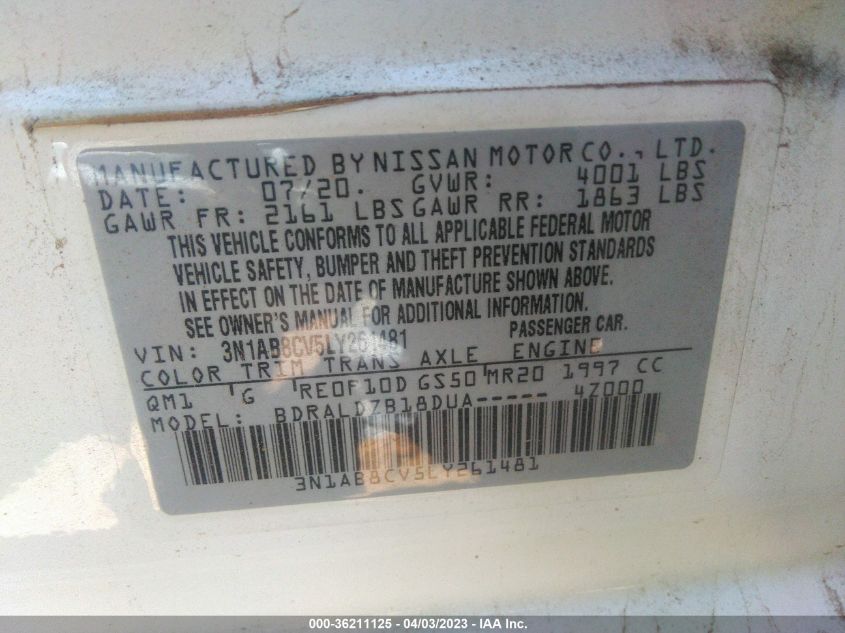 MANUFACTURED BY NISSAN MOTOR CO., LTD.
DATE: 07/20. GVWR: 4001 LBS
GAWR FR: 2161 LBS GAWR RR: 1863 LBS
THIS VEHICLE CONFORMS TO ALL APPLICABLE FEDERAL MOTOR
VEHICLE SAFETY, BUMPER AND THEFT PREVENTION STANDARDS
IN EFFECT ON THE DATE OF MANUFACTURE SHOWN ABOVE.
SEE OWNER'S MANUAL FOR ADDITIONAL INFORMATION.
VIN: 3N1AB8CV5LY261481 PASSENGER CAR.
COLOR TRIM TRANS AXLE ENGINE
QM1 G RE0F10D GS50 MR20 1997 CC
MODEL: BDRALDZB18DUA----- 4Z000
3N1AB8CV5LY261481
000-36211125 - 04/03/2023 - IAA Inc.